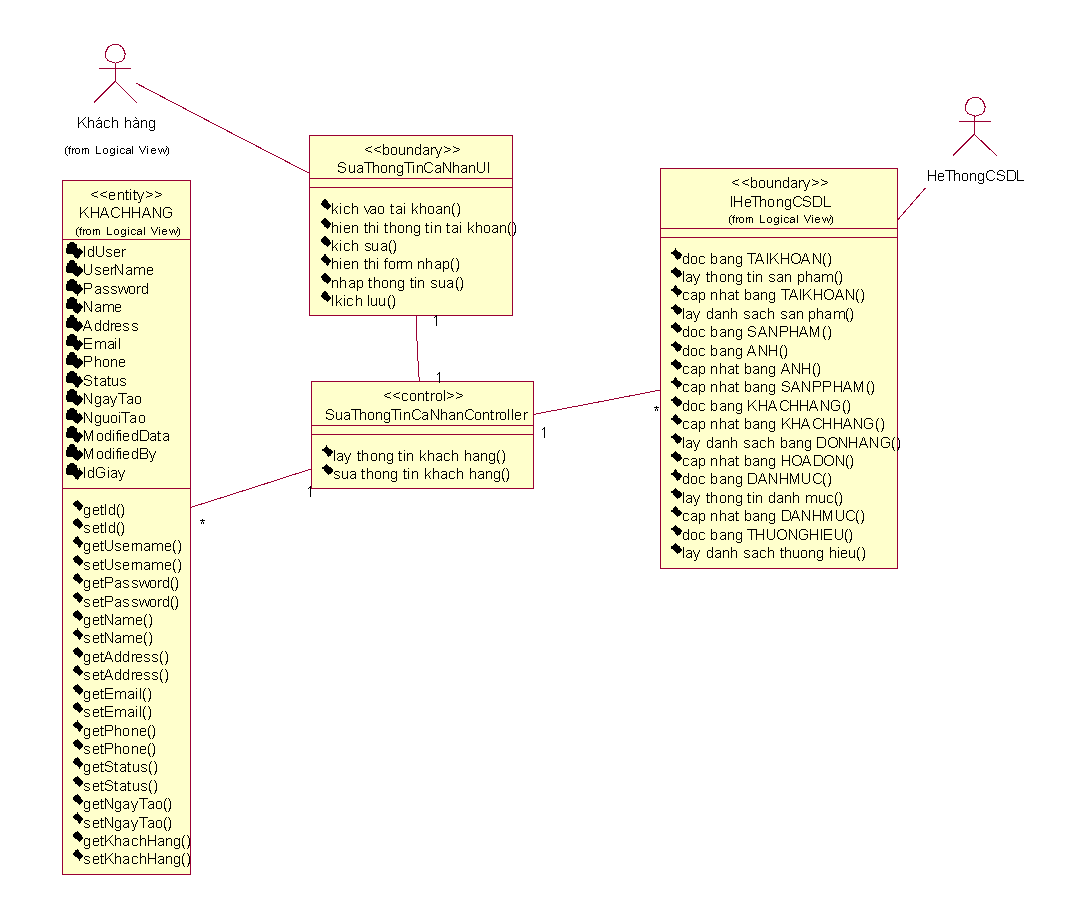 Khách hàng
(from Logical View)
<<entity>>
KHACHHANG
(from Logical View)
IdUser
UserName
Password
Name
Address
Email
Phone
Status
NgayTao
NguoiTao
ModifiedData
ModifiedBy
IdGiay
getId()
setId()
getUsername()
setUsername()
getPassword()
setPassword()
getName()
setName()
getAddress()
setAddress()
getEmail()
setEmail()
getPhone()
setPhone()
getStatus()
setStatus()
getNgayTao()
setNgayTao()
getKhachHang()
setKhachHang()
*
1
<<boundary>>
SuaThongTinCaNhanUI
kich vao tai khoan()
hien thi thong tin tai khoan()
kich sua()
hien thi form nhap()
nhap thong tin sua()
lkich luu()
1
1
<<control>>
SuaThongTinCaNhanController
lay thong tin khach hang()
sua thong tin khach hang()
1
*
<<boundary>>
IHeThongCSDL
(from Logical View)
doc bang TAIKHOAN()
lay thong tin san pham()
cap nhat bang TAIKHOAN()
lay danh sach san pham()
doc bang SANPHAM()
doc bang ANH()
cap nhat bang ANH()
cap nhat bang SANPPHAM()
doc bang KHACHHANG()
cap nhat bang KHACHHANG()
lay danh sach bang DONHANG()
cap nhat bang HOADON()
doc bang DANHMUC()
lay thong tin danh muc()
cap nhat bang DANHMUC()
doc bang THUONGHIEU()
lay danh sach thuong hieu()
HeThongCSDL